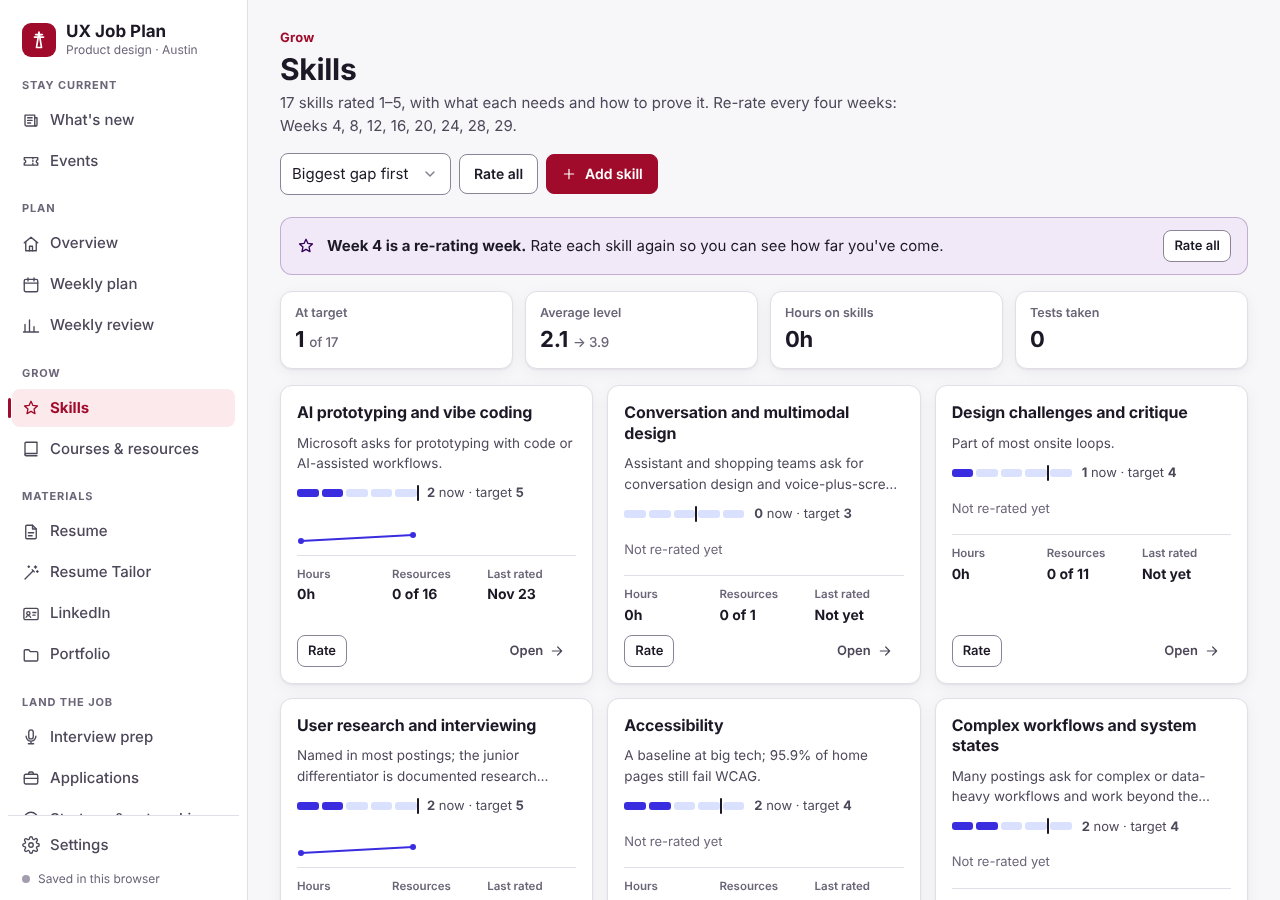 UX Job Plan
Product design · Austin
STAY CURRENT
What's new
Events
PLAN
Overview
Weekly plan
Weekly review
GROW
Skills
Courses & resources
MATERIALS
Resume
Resume Tailor
LinkedIn
Portfolio
LAND THE JOB
Interview prep
Applications
Settings
Saved in this browser
Grow
Skills
17 skills rated 1–5, with what each needs and how to prove it. Re-rate every four weeks:
Weeks 4, 8, 12, 16, 20, 24, 28, 29.
Biggest gap first
Rate all
Add skill
Week 4 is a re-rating week. Rate each skill again so you can see how far you've come.
Rate all
At target
1 of 17
Average level
2.1 → 3.9
Hours on skills
0h
Tests taken
0
AI prototyping and vibe coding
Microsoft asks for prototyping with code or
AI-assisted workflows.
2 now · target 5
Hours Resources Last rated
0h 0 of 16 Nov 23
Rate
Open →
Conversation and multimodal
design
Assistant and shopping teams ask for
conversation design and voice-plus-scre…
0 now · target 3
Not re-rated yet
Hours Resources Last rated
0h 0 of 1 Not yet
Rate
Open →
Design challenges and critique
Part of most onsite loops.
1 now · target 4
Not re-rated yet
Hours Resources Last rated
0h 0 of 11 Not yet
Rate
Open →
User research and interviewing
Named in most postings; the junior
differentiator is documented research…
2 now · target 5
Hours Resources Last rated
Accessibility
A baseline at big tech; 95.9% of home
pages still fail WCAG.
2 now · target 4
Not re-rated yet
Hours Resources Last rated
Complex workflows and system
states
Many postings ask for complex or data-
heavy workflows and work beyond the…
2 now · target 4
Not re-rated yet